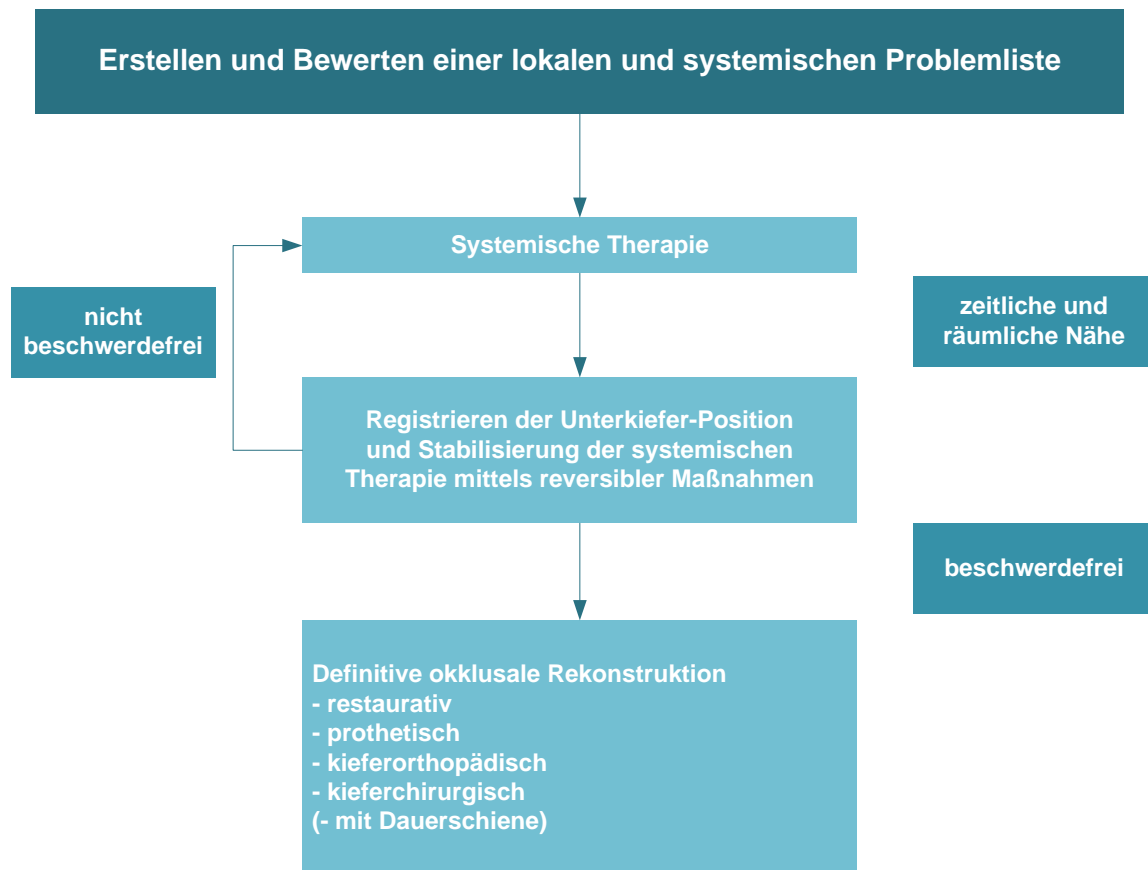 Erstellen und Bewerten einer lokalen und systemischen Problemliste
Systemische Therapie
nicht
beschwerdefrei
zeitliche und
räumliche Nähe
Registrieren der Unterkiefer-Position
und Stabilisierung der systemischen
Therapie mittels reversibler Maßnahmen
beschwerdefrei
Definitive okklusale Rekonstruktion
- restaurativ
- prothetisch
- kieferorthopädisch
- kieferchirurgisch
(- mit Dauerschiene)